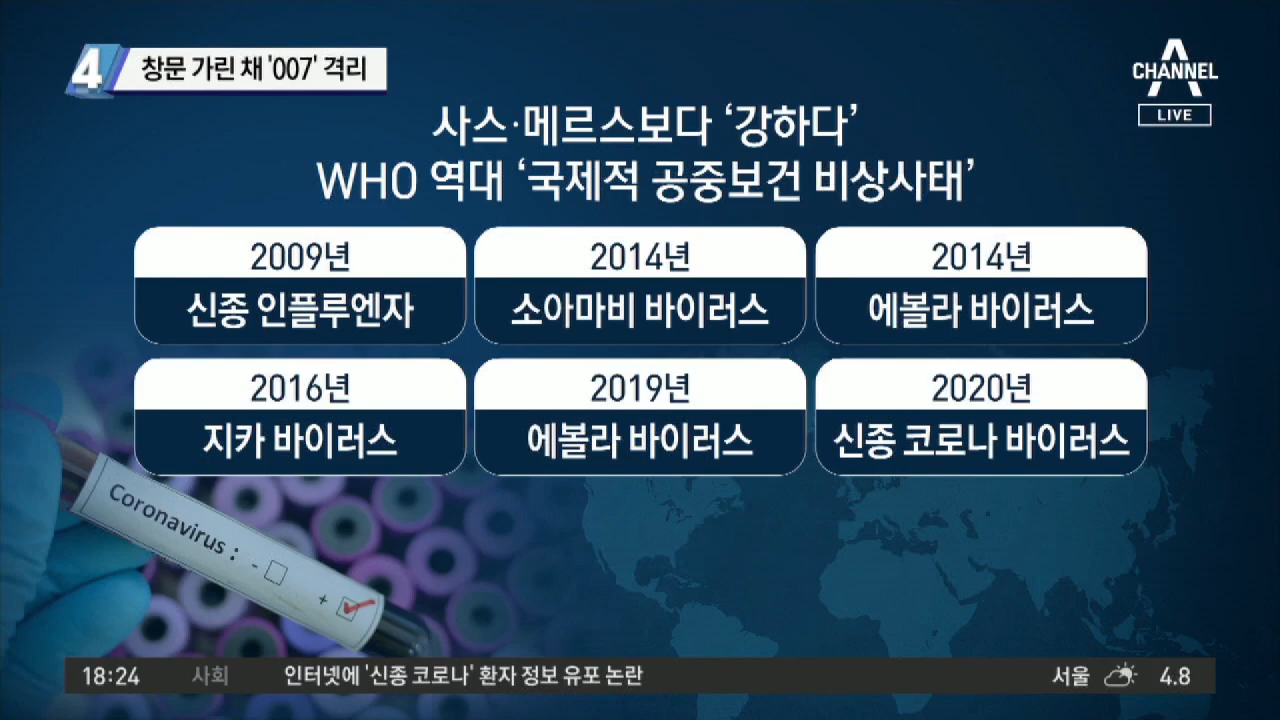 4
창문 가린 채 '007' 격리
CHANNEL A
LIVE
사스·메르스보다 ‘강하다’
WHO 역대 ‘국제적 공중보건 비상사태’
2009년
신종 인플루엔자
2014년
소아마비 바이러스
2014년
에볼라 바이러스
2016년
지카 바이러스
2019년
에볼라 바이러스
2020년
신종 코로나 바이러스
Coronavirus :
-
+
18:24 사회 인터넷에 '신종 코로나' 환자 정보 유포 논란 서울 4.8